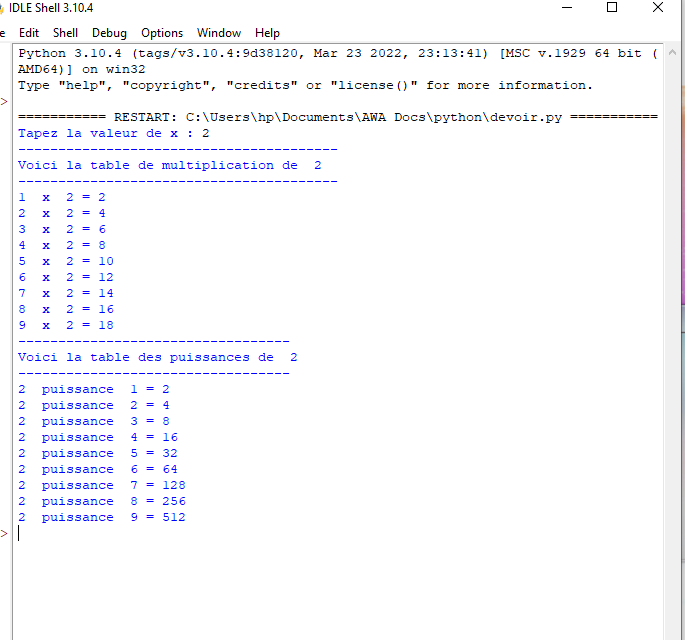 IDLE Shell 3.10.4
Edit Shell Debug Options Window Help
Python 3.10.4 (tags/v3.10.4:9d38120, Mar 23 2022, 23:13:41) [MSC v.1929 64 bit (
AMD64)] on win32
Type "help", "copyright", "credits" or "license()" for more information.
>
=========== RESTART: C:\Users\hp\Documents\AWA Docs\python\devoir.py ===========
Tapez la valeur de x : 2
----------------------------------------
Voici la table de multiplication de  2
----------------------------------------
1  x  2 = 2
2  x  2 = 4
3  x  2 = 6
4  x  2 = 8
5  x  2 = 10
6  x  2 = 12
7  x  2 = 14
8  x  2 = 16
9  x  2 = 18
----------------------------------
Voici la table des puissances de  2
----------------------------------
2  puissance  1 = 2
2  puissance  2 = 4
2  puissance  3 = 8
2  puissance  4 = 16
2  puissance  5 = 32
2  puissance  6 = 64
2  puissance  7 = 128
2  puissance  8 = 256
2  puissance  9 = 512
>